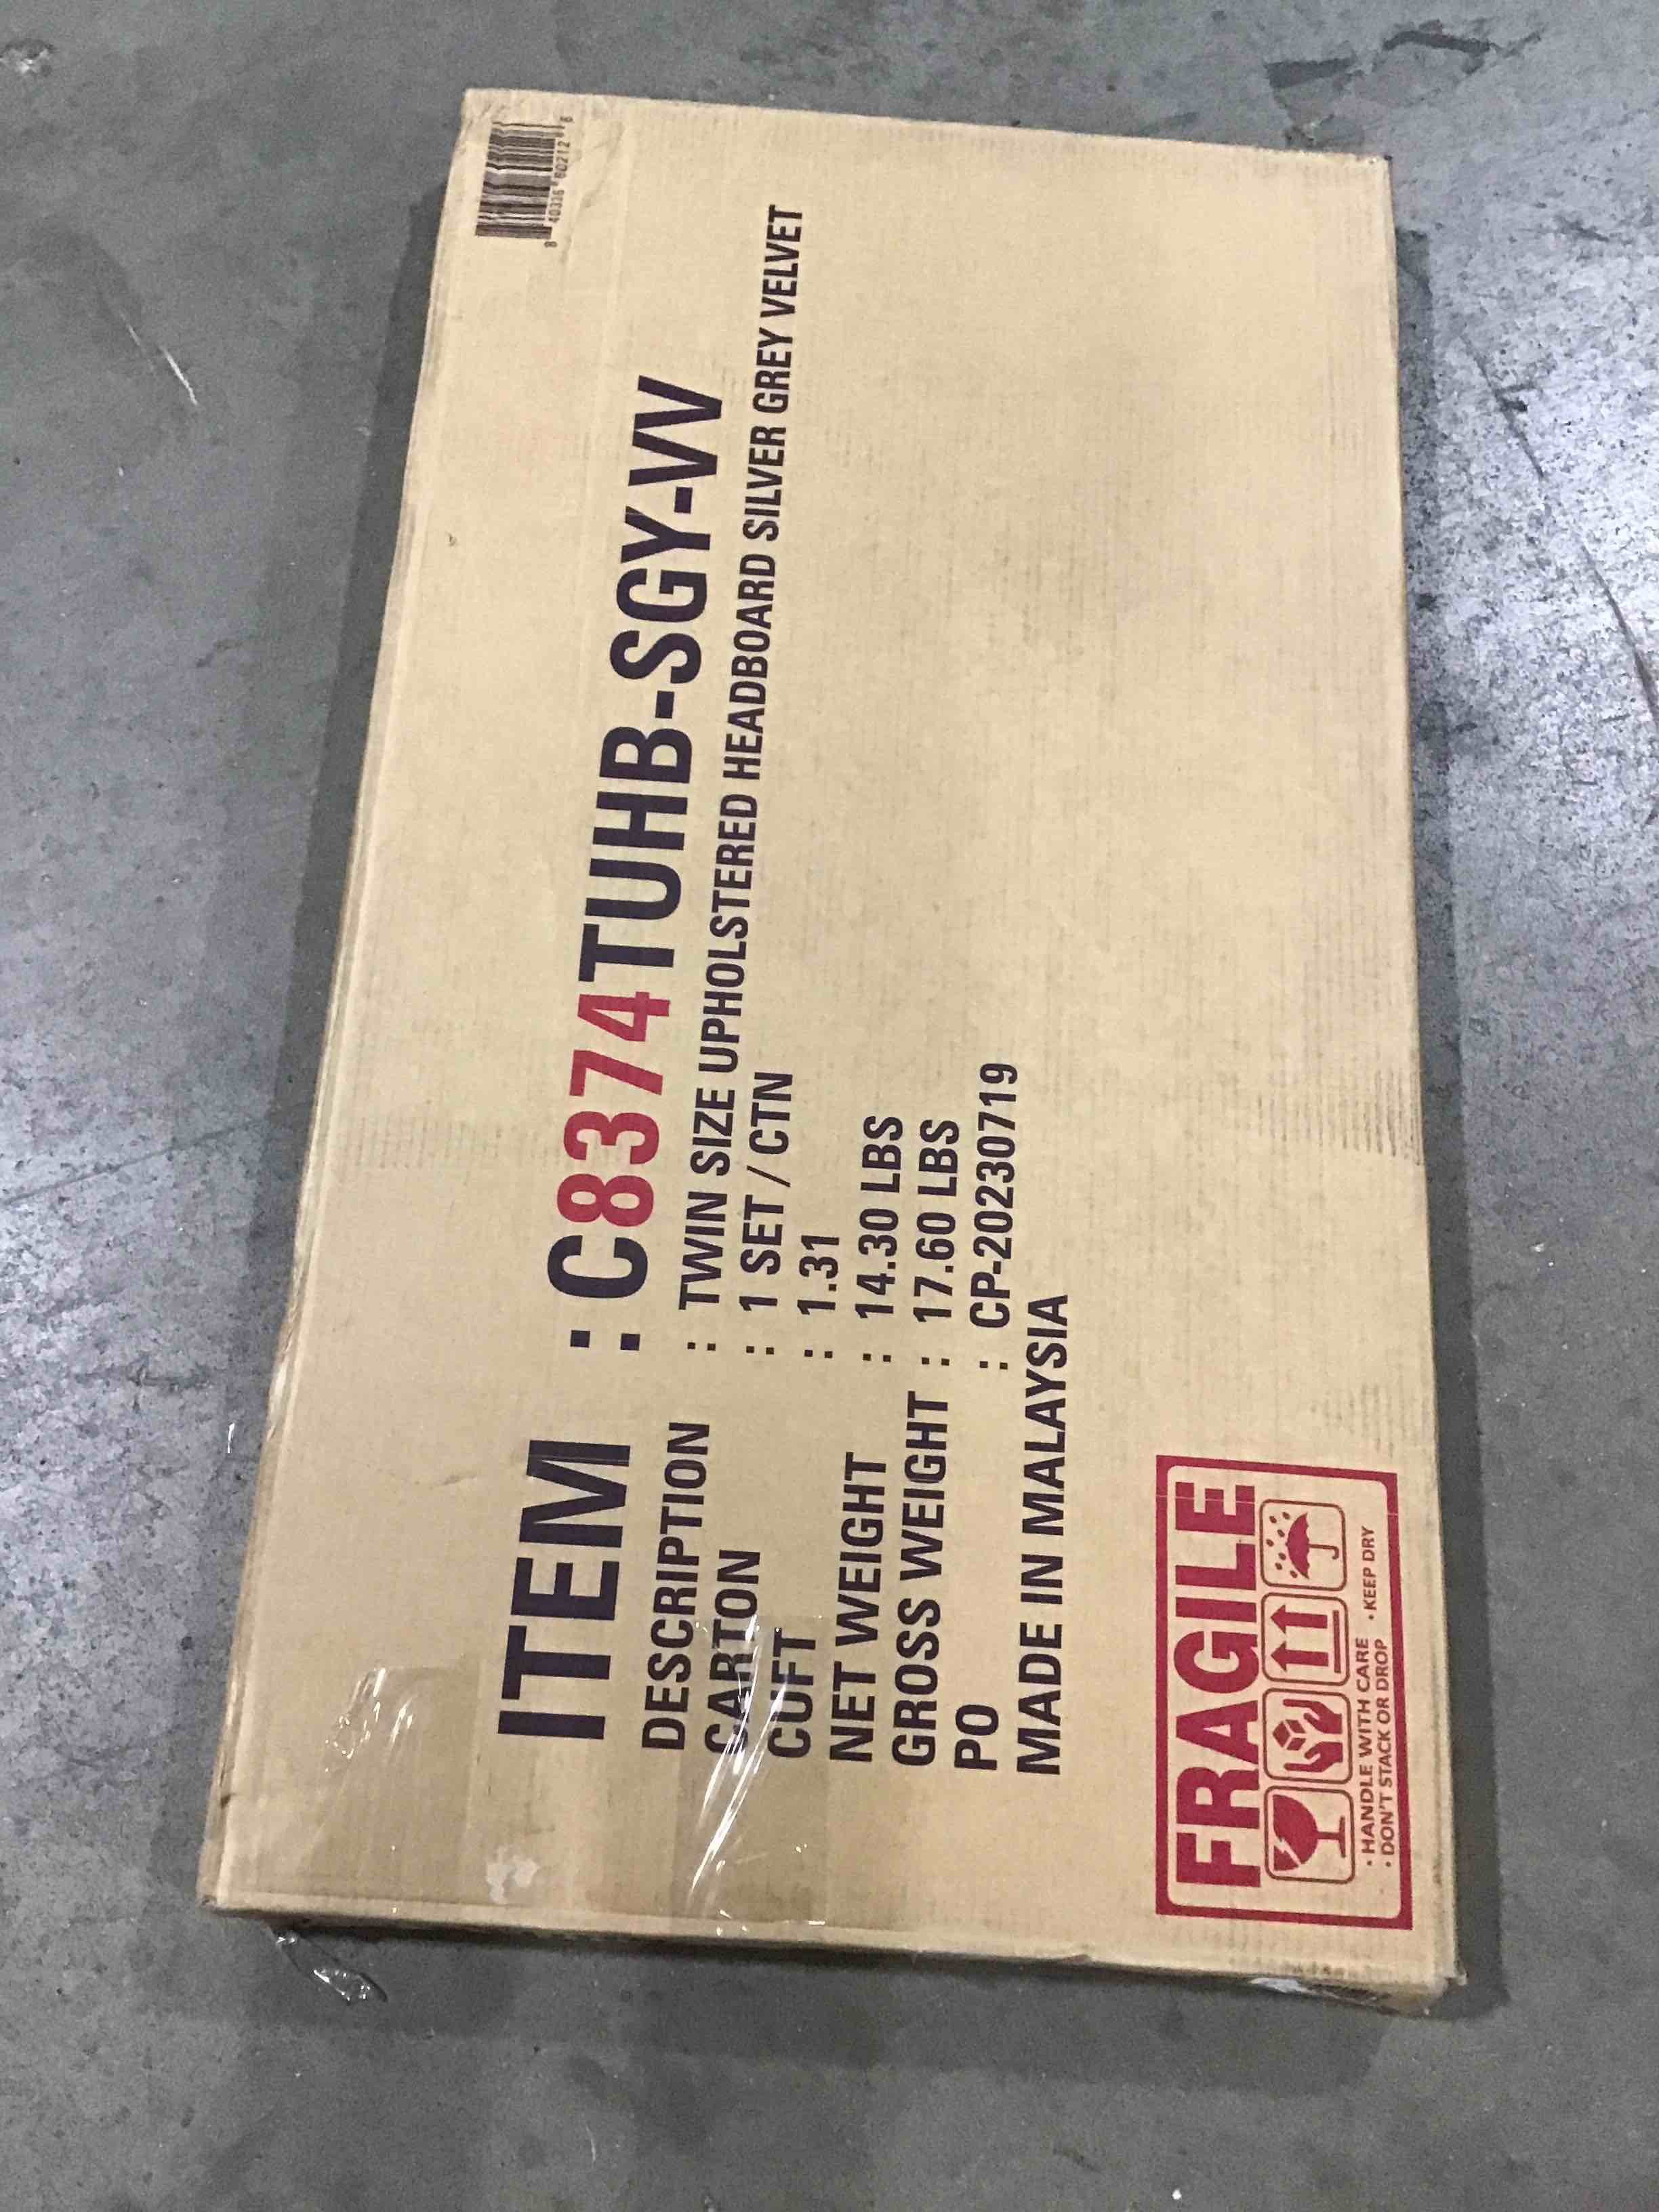 ITEM : C8374TUHB-SGY-VV
DESCRIPTION : TWIN SIZE UPHOLSTERED HEADBOARD SILVER GREY VELVET
CARTON : 1 SET / CTN
CUFT : 1.31
NET WEIGHT : 14.30 LBS
GROSS WEIGHT : 17.60 LBS
PO : CP-20230719
MADE IN MALAYSIA
FRAGILE
· HANDLE WITH CARE · KEEP DRY
· DON'T STACK OR DROP